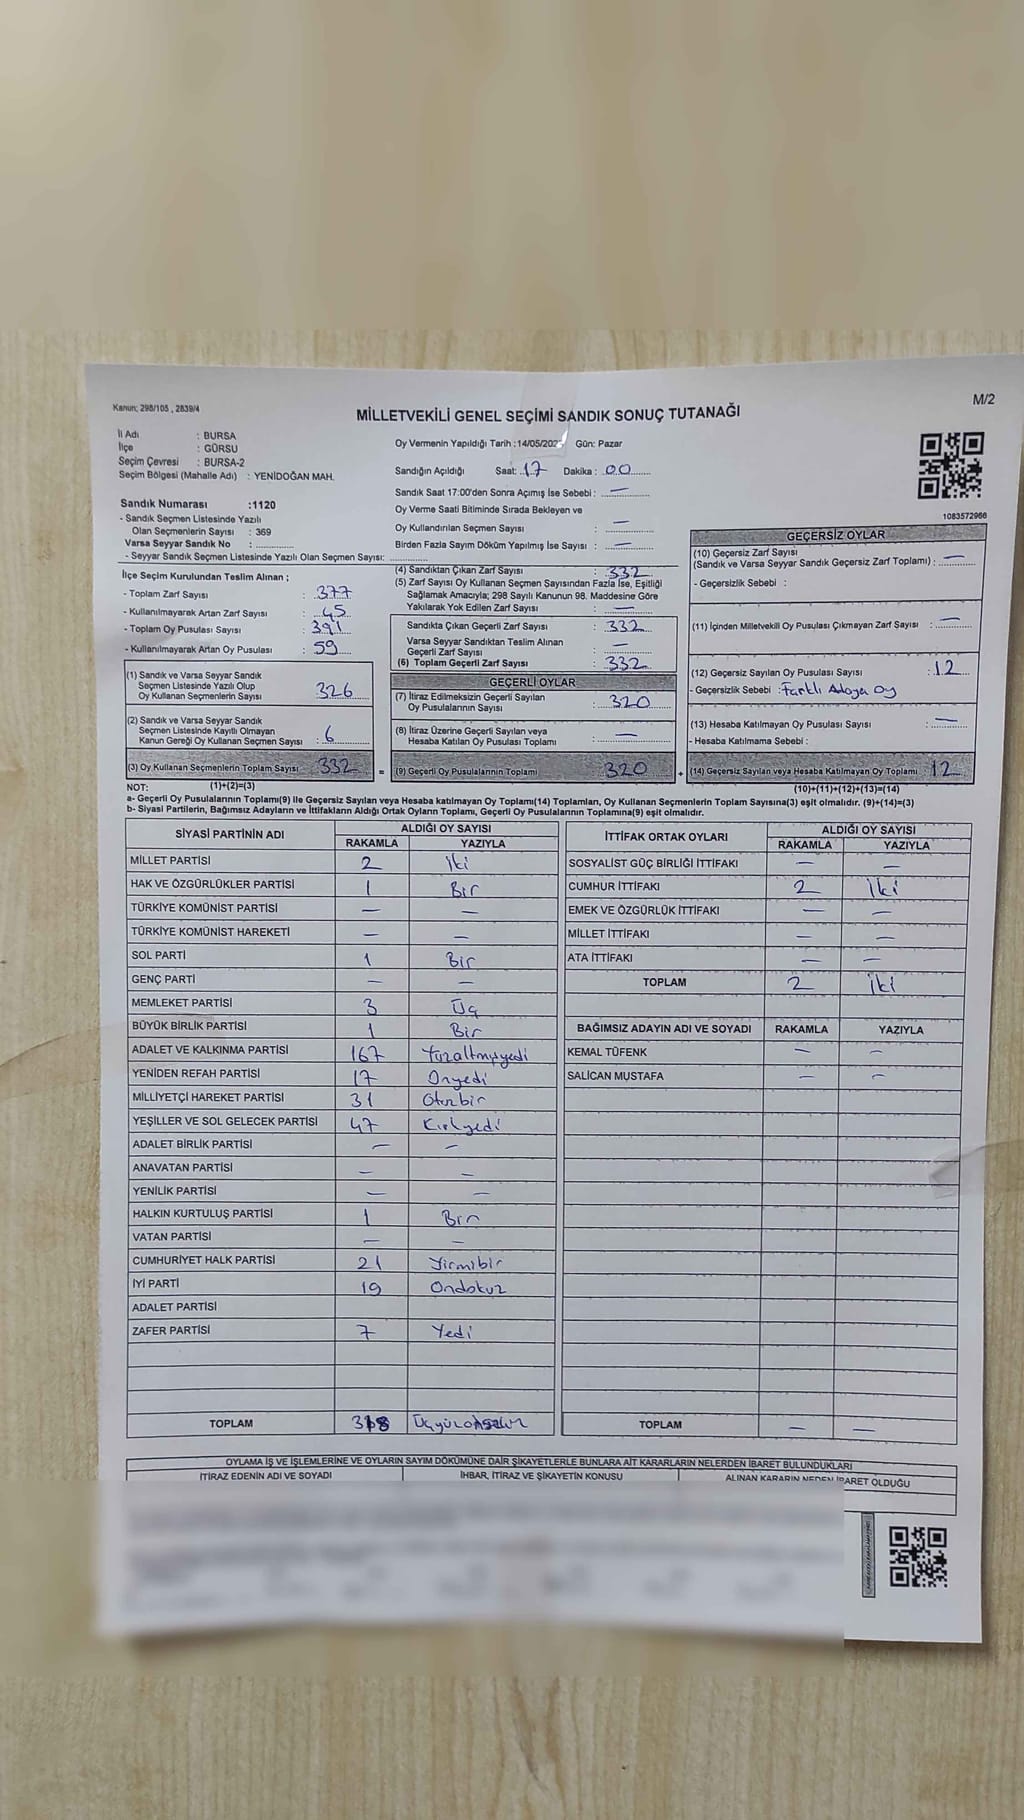 Kanun; 298/105 , 2839/4
M/2
MİLLETVEKİLİ GENEL SEÇİMİ SANDIK SONUÇ TUTANAĞI
İl Adı : BURSA
İlçe : GÜRSU
Seçim Çevresi : BURSA-2
Seçim Bölgesi (Mahalle Adı) : YENİDOĞAN MAH.
Sandık Numarası :1120
- Sandık Seçmen Listesinde Yazılı
Olan Seçmenlerin Sayısı : 369
Varsa Seyyar Sandık No :
- Seyyar Sandık Seçmen Listesinde Yazılı Olan Seçmen Sayısı:
Oy Vermenin Yapıldığı Tarih :14/05/202 Gün: Pazar
Sandığın Açıldığı Saat: 17 Dakika : 00
Sandık Saat 17:00'den Sonra Açımış İse Sebebi : —
Oy Verme Saati Bitiminde Sırada Bekleyen ve
Oy Kullandırılan Seçmen Sayısı : —
Birden Fazla Sayım Döküm Yapılmış İse Sayısı : —
1083572966
İlçe Seçim Kurulundan Teslim Alınan ;
- Toplam Zarf Sayısı : 377
- Kullanılmayarak Artan Zarf Sayısı : 45
- Toplam Oy Pusulası Sayısı : 391
- Kullanılmayarak Artan Oy Pusulası : 59
(1) Sandık ve Varsa Seyyar Sandık
Seçmen Listesinde Yazılı Olup
Oy Kullanan Seçmenlerin Sayısı 326
(2) Sandık ve Varsa Seyyar Sandık
Seçmen Listesinde Kayıtlı Olmayan
Kanun Gereği Oy Kullanan Seçmen Sayısı : 6
(3) Oy Kullanan Seçmenlerin Toplam Sayısı 332
(1)+(2)=(3)
(4) Sandıktan Çıkan Zarf Sayısı : 332
(5) Zarf Sayısı Oy Kullanan Seçmen Sayısından Fazla İse, Eşitliği
Sağlamak Amacıyla; 298 Sayılı Kanunun 98. Maddesine Göre
Yakılarak Yok Edilen Zarf Sayısı : —
Sandıkta Çıkan Geçerli Zarf Sayısı : 332
Varsa Seyyar Sandıktan Teslim Alınan
Geçerli Zarf Sayısı : —
(6) Toplam Geçerli Zarf Sayısı : 332
GEÇERLİ OYLAR
(7) İtiraz Edilmeksizin Geçerli Sayılan
Oy Pusulalarının Sayısı : 320
(8) İtiraz Üzerine Geçerli Sayılan veya
Hesaba Katılan Oy Pusulası Toplamı : —
= (9) Geçerli Oy Pusulalarının Toplamı 320
GEÇERSİZ OYLAR
(10) Geçersiz Zarf Sayısı
(Sandık ve Varsa Seyyar Sandık Geçersiz Zarf Toplamı) : —
- Geçersizlik Sebebi :
(11) İçinden Milletvekili Oy Pusulası Çıkmayan Zarf Sayısı : —
(12) Geçersiz Sayılan Oy Pusulası Sayısı : 12
- Geçersizlik Sebebi : Farklı Adaya Oy
(13) Hesaba Katılmayan Oy Pusulası Sayısı : —
- Hesaba Katılmama Sebebi :
+ (14) Geçersiz Sayılan veya Hesaba Katılmayan Oy Toplamı 12
(10)+(11)+(12)+(13)=(14)
NOT:
a- Geçerli Oy Pusulalarının Toplamı(9) ile Geçersiz Sayılan veya Hesaba katılmayan Oy Toplamı(14) Toplamları, Oy Kullanan Seçmenlerin Toplam Sayısına(3) eşit olmalıdır. (9)+(14)=(3)
b- Siyasi Partilerin, Bağımsız Adayların ve İttifakların Aldığı Ortak Oyların Toplamı, Geçerli Oy Pusulalarının Toplamına(9) eşit olmalıdır.
SİYASİ PARTİNİN ADI ALDIĞI OY SAYISI
RAKAMLA YAZIYLA
MİLLET PARTİSİ 2 İki
HAK VE ÖZGÜRLÜKLER PARTİSİ 1 Bir
TÜRKİYE KOMÜNİST PARTİSİ — —
TÜRKİYE KOMÜNİST HAREKETİ — —
SOL PARTİ 1 Bir
GENÇ PARTİ — —
MEMLEKET PARTİSİ 3 Üç
BÜYÜK BİRLİK PARTİSİ 1 Bir
ADALET VE KALKINMA PARTİSİ 167 Yüzaltmışyedi
YENİDEN REFAH PARTİSİ 17 Onyedi
MİLLİYETÇİ HAREKET PARTİSİ 31 Otuzbir
YEŞİLLER VE SOL GELECEK PARTİSİ 47 Kırkyedi
ADALET BİRLİK PARTİSİ — —
ANAVATAN PARTİSİ — —
YENİLİK PARTİSİ — —
HALKIN KURTULUŞ PARTİSİ 1 Bir
VATAN PARTİSİ — —
CUMHURİYET HALK PARTİSİ 21 Yirmibir
İYİ PARTİ 19 Ondokuz
ADALET PARTİSİ
ZAFER PARTİSİ 7 Yedi
TOPLAM 318
İTTİFAK ORTAK OYLARI ALDIĞI OY SAYISI
RAKAMLA YAZIYLA
SOSYALİST GÜÇ BİRLİĞİ İTTİFAKI — —
CUMHUR İTTİFAKI 2 İki
EMEK VE ÖZGÜRLÜK İTTİFAKI — —
MİLLET İTTİFAKI — —
ATA İTTİFAKI — —
TOPLAM 2 İki
BAĞIMSIZ ADAYIN ADI VE SOYADI RAKAMLA YAZIYLA
KEMAL TÜFENK — —
SALİCAN MUSTAFA — —
TOPLAM — —
OYLAMA İŞ VE İŞLEMLERİNE VE OYLARIN SAYIM DÖKÜMÜNE DAİR ŞİKAYETLERLE BUNLARA AİT KARARLARIN NELERDEN İBARET BULUNDUKLARI
İTİRAZ EDENİN ADI VE SOYADI İHBAR, İTİRAZ VE ŞİKAYETİN KONUSU ALINAN KARARIN NEDEN İBARET OLDUĞU